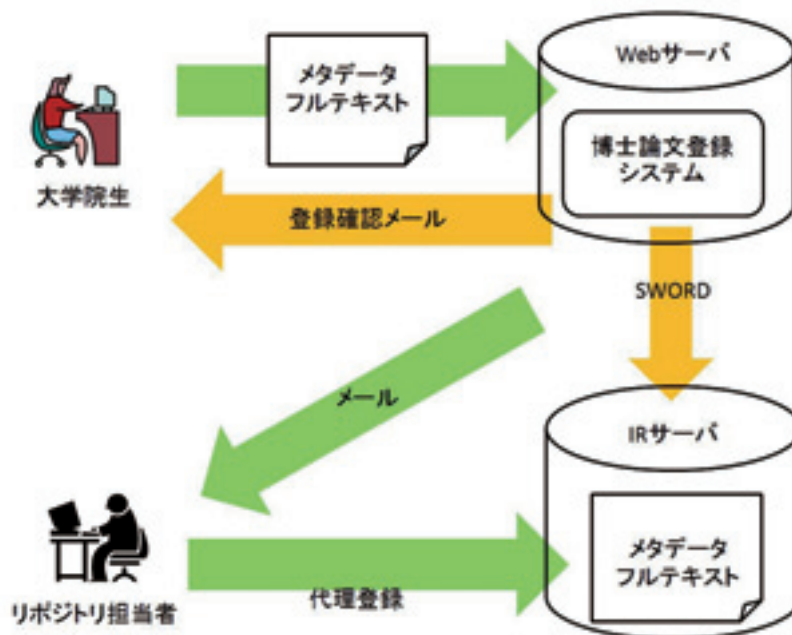 メタデータ
フルテキスト
Webサーバ
博士論文登録
システム
大学院生
登録確認メール
SWORD
メール
IRサーバ
メタデータ
フルテキスト
代理登録
リポジトリ担当者